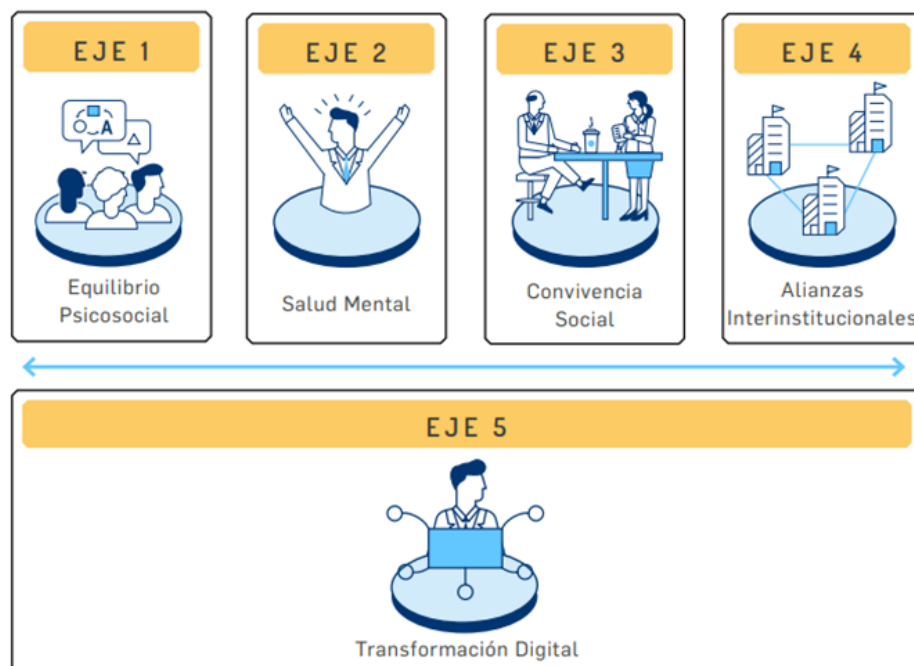 EJE 1
EJE 2
EJE 3
EJE 4
A
Equilibrio
Psicosocial
Salud Mental
Convivencia
Social
Alianzas
Interinstitucionales
EJE 5
Transformación Digital